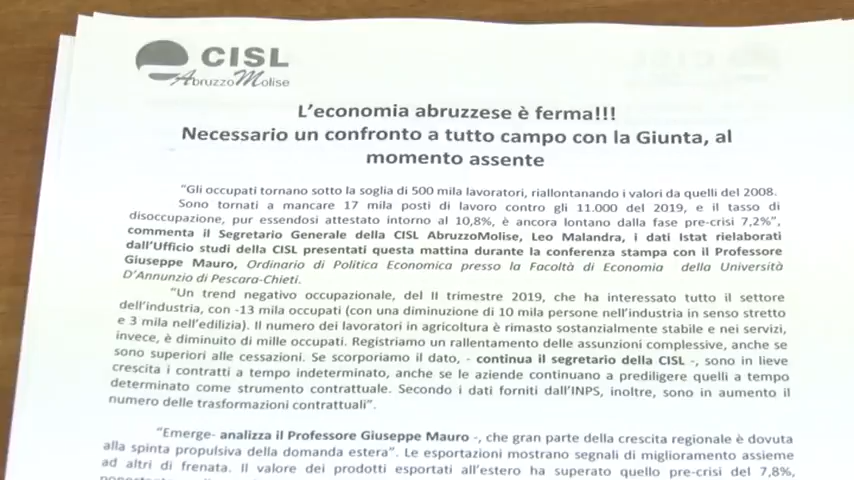 CISL
AbruzzoMolise
L'economia abruzzese è ferma!!!
Necessario un confronto a tutto campo con la Giunta, al
momento assente
"Gli occupati tornano sotto la soglia di 500 mila lavoratori, riallontanando i valori da quelli del 2008.
Sono tornati a mancare 17 mila posti di lavoro contro gli 11.000 del 2019, e il tasso di
disoccupazione, pur essendosi attestato intorno al 10,8%, è ancora lontano dalla fase pre-crisi 7,2%",
commenta il Segretario Generale della CISL AbruzzoMolise, Leo Malandra, i dati Istat rielaborati
dall'Ufficio studi della CISL presentati questa mattina durante la conferenza stampa con il Professore
Giuseppe Mauro, Ordinario di Politica Economica presso la Facoltà di Economia della Università
D'Annunzio di Pescara-Chieti.
"Un trend negativo occupazionale, del II trimestre 2019, che ha interessato tutto il settore
dell'industria, con -13 mila occupati (con una diminuzione di 10 mila persone nell'industria in senso stretto
e 3 mila nell'edilizia). Il numero dei lavoratori in agricoltura è rimasto sostanzialmente stabile e nei servizi,
invece, è diminuito di mille occupati. Registriamo un rallentamento delle assunzioni complessive, anche se
sono superiori alle cessazioni. Se scorporiamo il dato, - continua il segretario della CISL -, sono in lieve
crescita i contratti a tempo indeterminato, anche se le aziende continuano a prediligere quelli a tempo
determinato come strumento contrattuale. Secondo i dati forniti dall'INPS, inoltre, sono in aumento il
numero delle trasformazioni contrattuali".
"Emerge- analizza il Professore Giuseppe Mauro -, che gran parte della crescita regionale è dovuta
alla spinta propulsiva della domanda estera". Le esportazioni mostrano segnali di miglioramento assieme
ad altri di frenata. Il valore dei prodotti esportati all'estero ha superato quello pre-crisi del 7,8%,